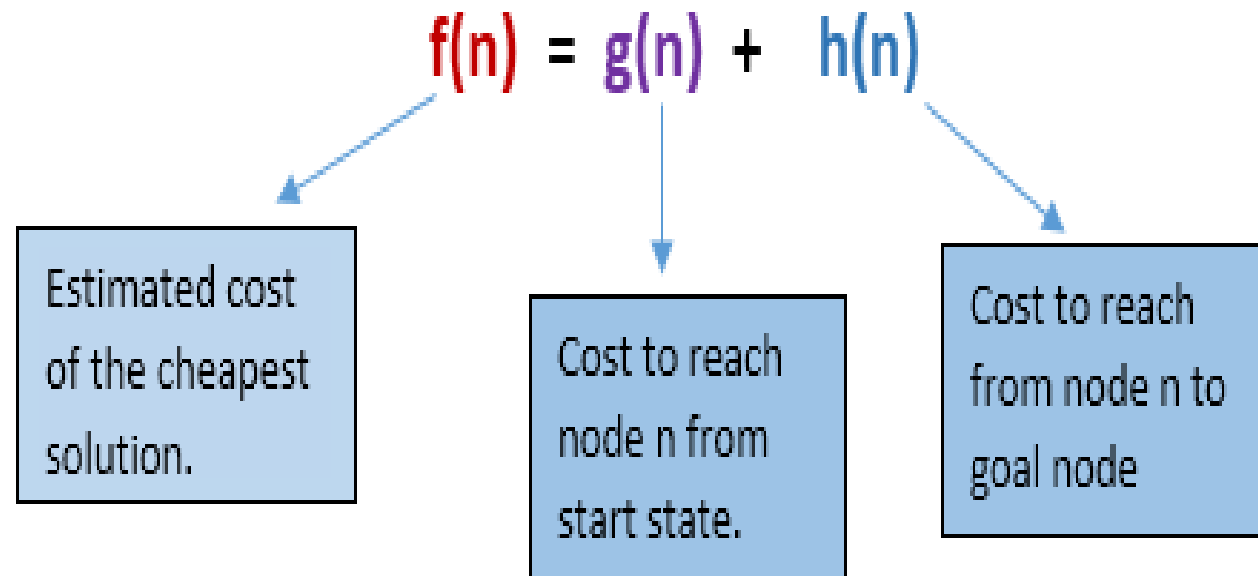 f(n) = g(n) + h(n)
Estimated cost
of the cheapest
solution.
Cost to reach
node n from
start state.
Cost to reach
from node n to
goal node